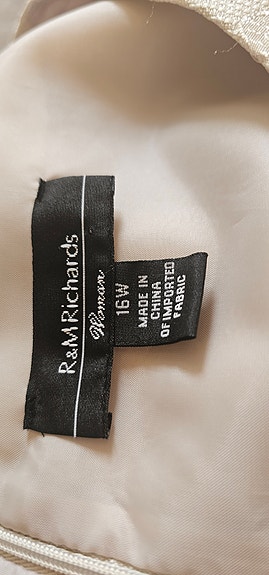 R&M Richards
Woman
16W
MADE IN
CHINA
OF IMPORTED
FABRIC